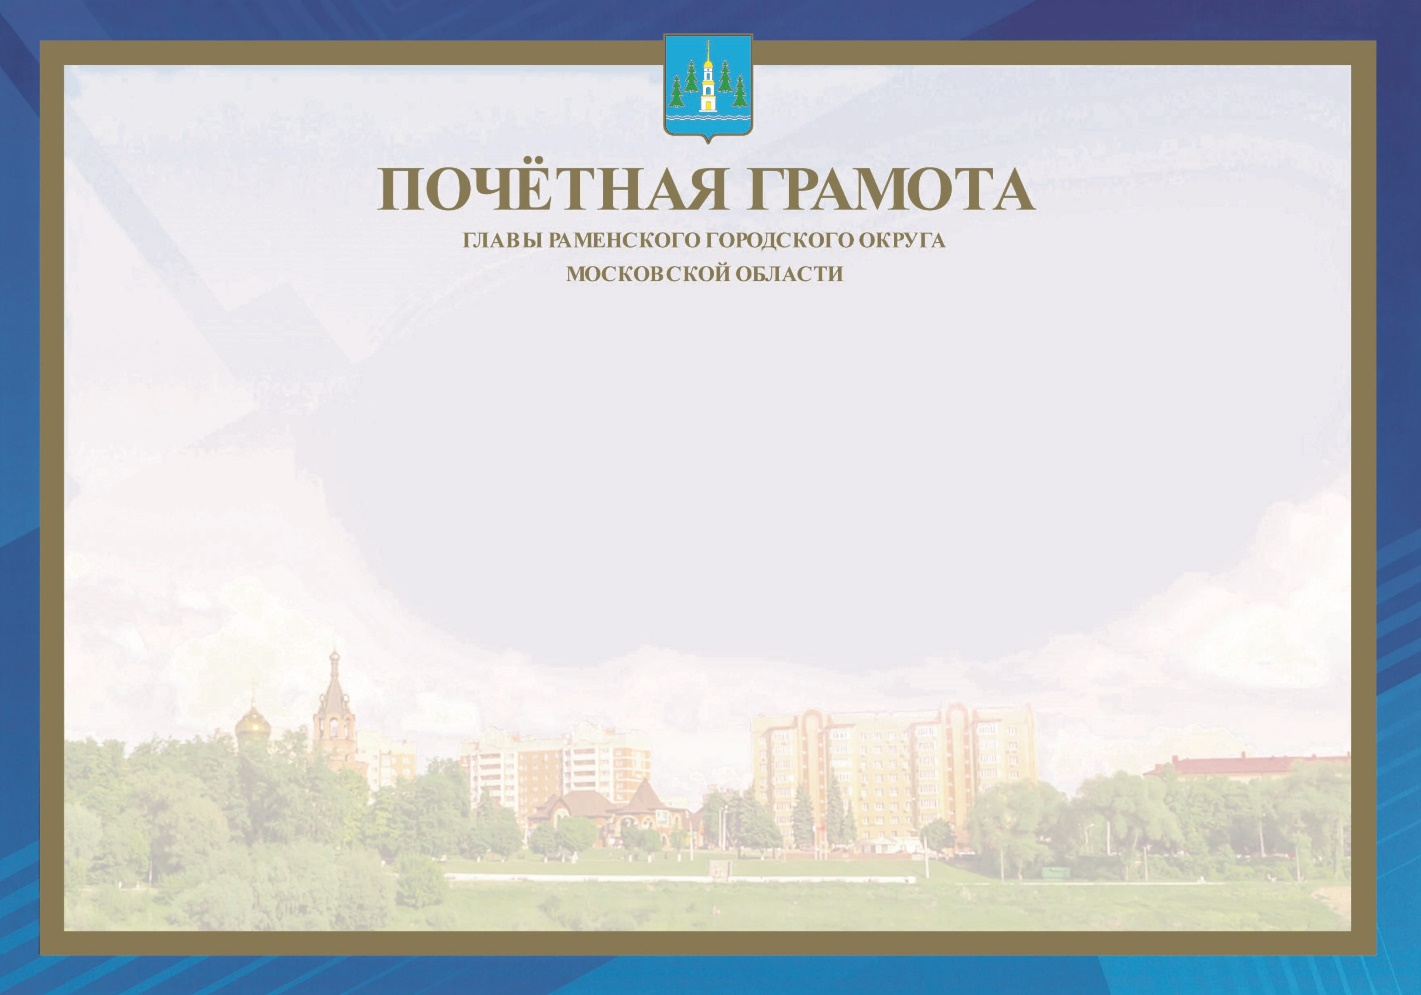 ПОЧЁТНАЯ ГРАМОТА
ГЛАВЫ РАМЕНСКОГО ГОРОДСКОГО ОКРУГА
МОСКОВСКОЙ ОБЛАСТИ